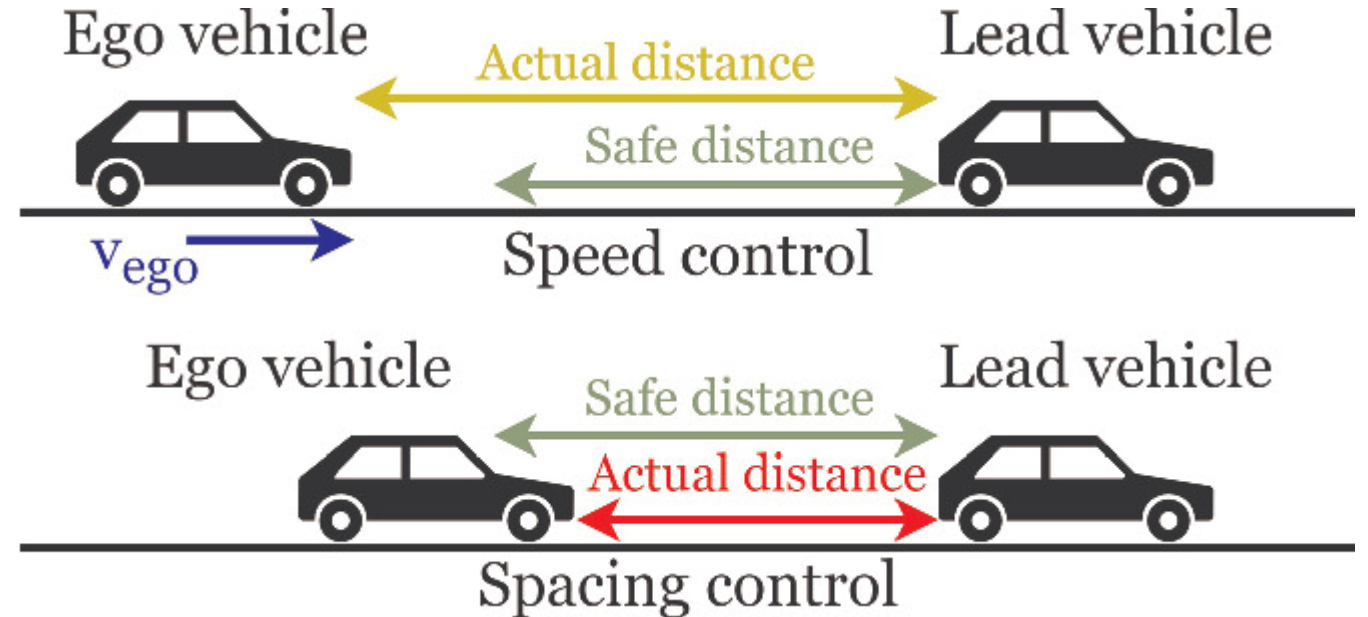 Ego vehicle
Lead vehicle
Actual distance
Safe distance
vego
Speed control
Ego vehicle
Lead vehicle
Safe distance
Actual distance
Spacing control